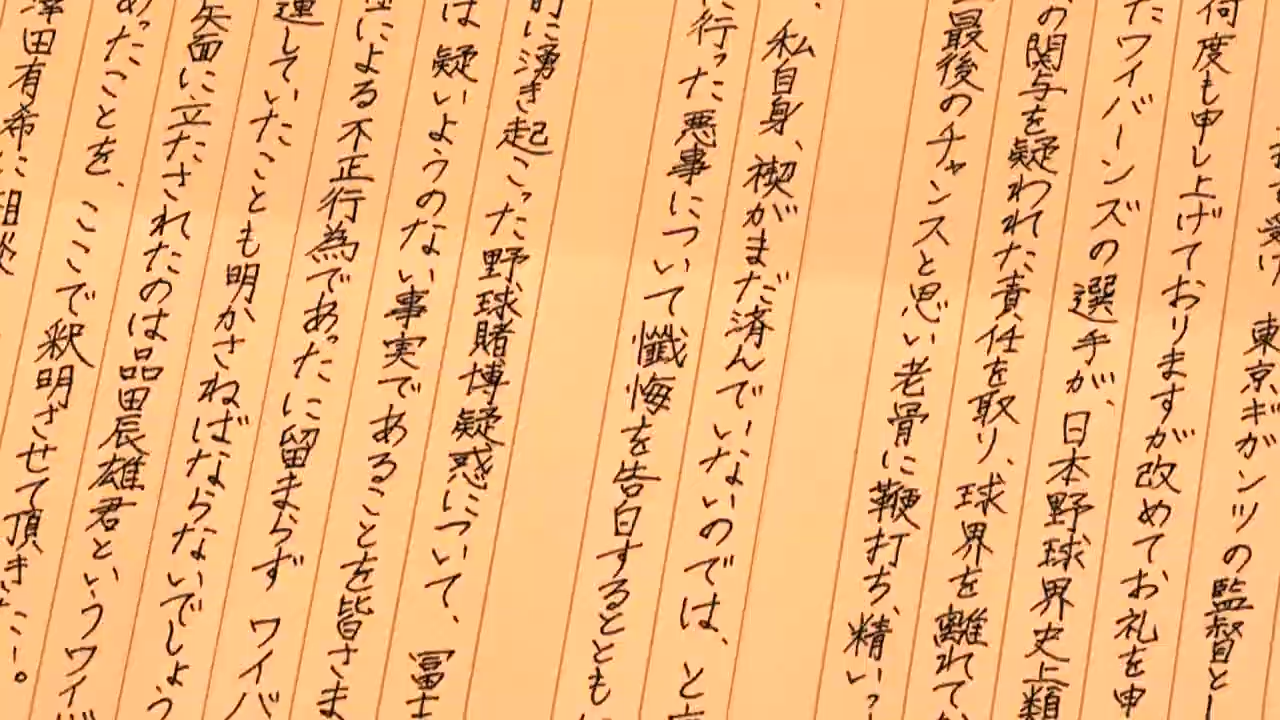 受け 東京ギガンツの監督とし
何度も申し上げておりますが改めてお礼を申
たワイバーンズの選手が、日本野球界史上類
の関与を疑われた責任を取り、球界を離れて
最後のチャンスと思い老骨に鞭打ち、精いっ
、私自身、禊がまだ済んでいないのでは、と
に行った悪事について懺悔を告白するととも
前に湧き起こった野球賭博疑惑について、冨士
は疑いようのない事実であることを皆さま
による不正行為であったに留まらず ワイバ
連していたことも明かさねばならないでしょう
矢面に立たされたのは品田辰雄君というワイバ
あったことを、ここで釈明させて頂きたい。
澤田有希に相談